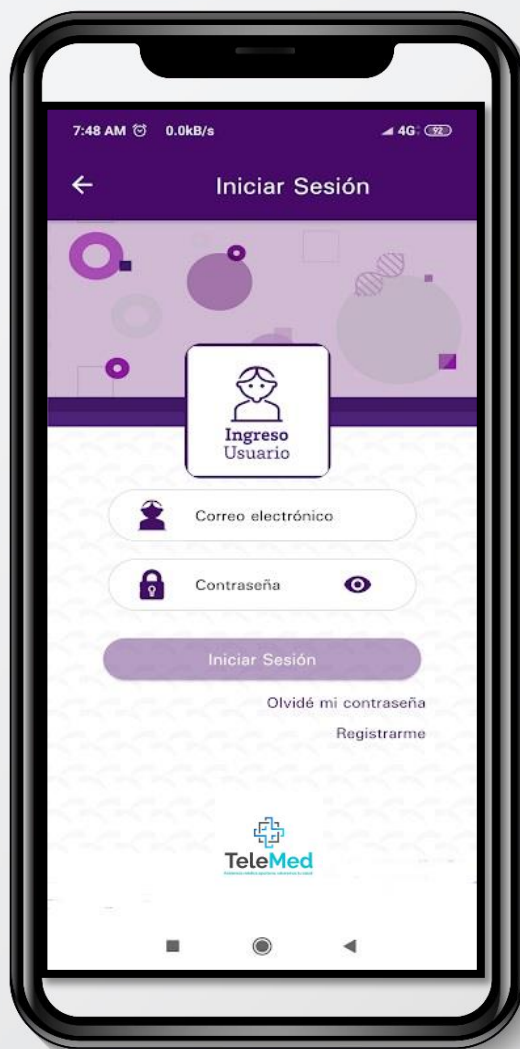 7:48 AM 0.0kB/s 4G 92
Iniciar Sesión
Ingreso
Usuario
Correo electrónico
Contraseña
Iniciar Sesión
Olvidé mi contraseña
Registrarme
TeleMed